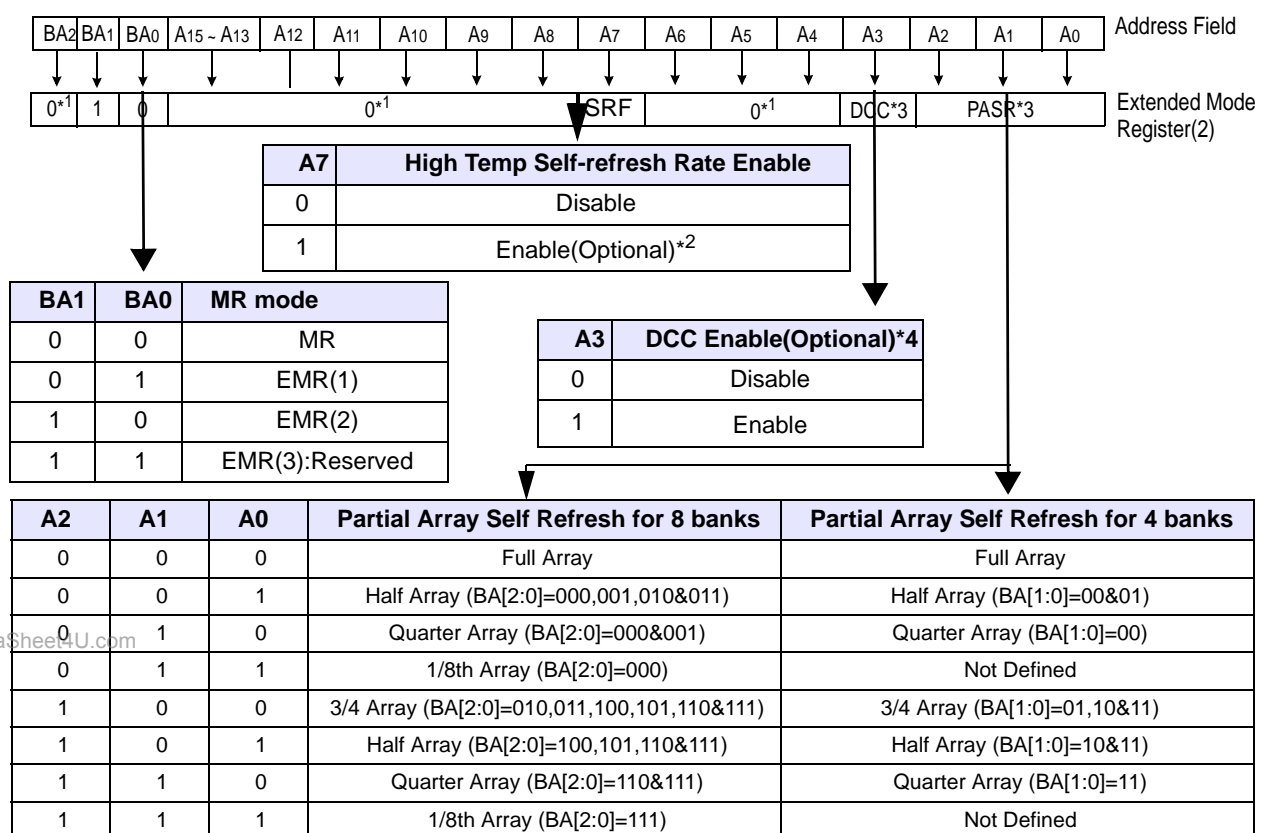 BA2 BA1 BA0 A15 ~ A13 A12 A11 A10 A9 A8 A7 A6 A5 A4 A3 A2 A1 A0 Address Field
0*1 1 0 0*1 SRF 0*1 DCC*3 PASR*3 Extended Mode
Register(2)
A7 High Temp Self-refresh Rate Enable
0 Disable
1 Enable(Optional)*2
BA1 BA0 MR mode
0 0 MR
0 1 EMR(1)
1 0 EMR(2)
1 1 EMR(3):Reserved
A3 DCC Enable(Optional)*4
0 Disable
1 Enable
A2 A1 A0 Partial Array Self Refresh for 8 banks Partial Array Self Refresh for 4 banks
0 0 0 Full Array Full Array
0 0 1 Half Array (BA[2:0]=000,001,010&011) Half Array (BA[1:0]=00&01)
0 1 0 Quarter Array (BA[2:0]=000&001) Quarter Array (BA[1:0]=00)
aSheet4U.com
0 1 1 1/8th Array (BA[2:0]=000) Not Defined
1 0 0 3/4 Array (BA[2:0]=010,011,100,101,110&111) 3/4 Array (BA[1:0]=01,10&11)
1 0 1 Half Array (BA[2:0]=100,101,110&111) Half Array (BA[1:0]=10&11)
1 1 0 Quarter Array (BA[2:0]=110&111) Quarter Array (BA[1:0]=11)
1 1 1 1/8th Array (BA[2:0]=111) Not Defined